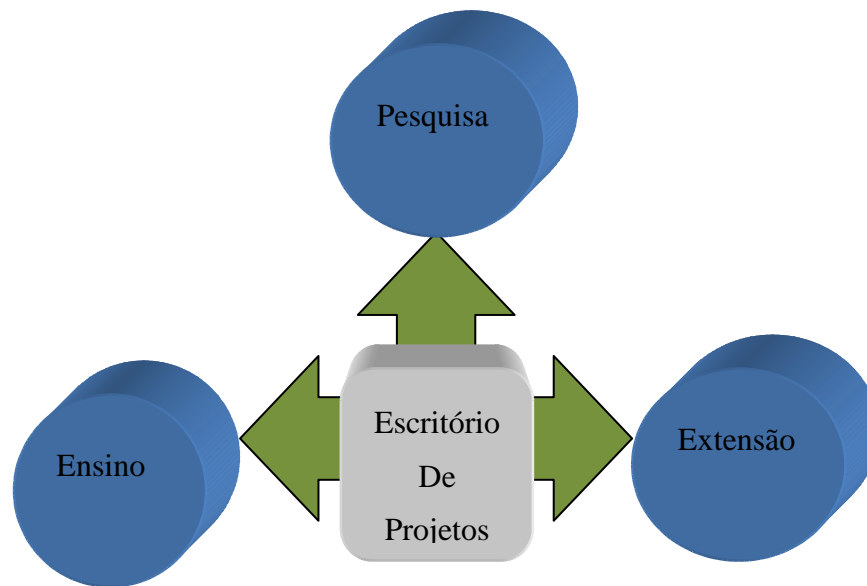 Pesquisa
Ensino
Escritório
De
Projetos
Extensão